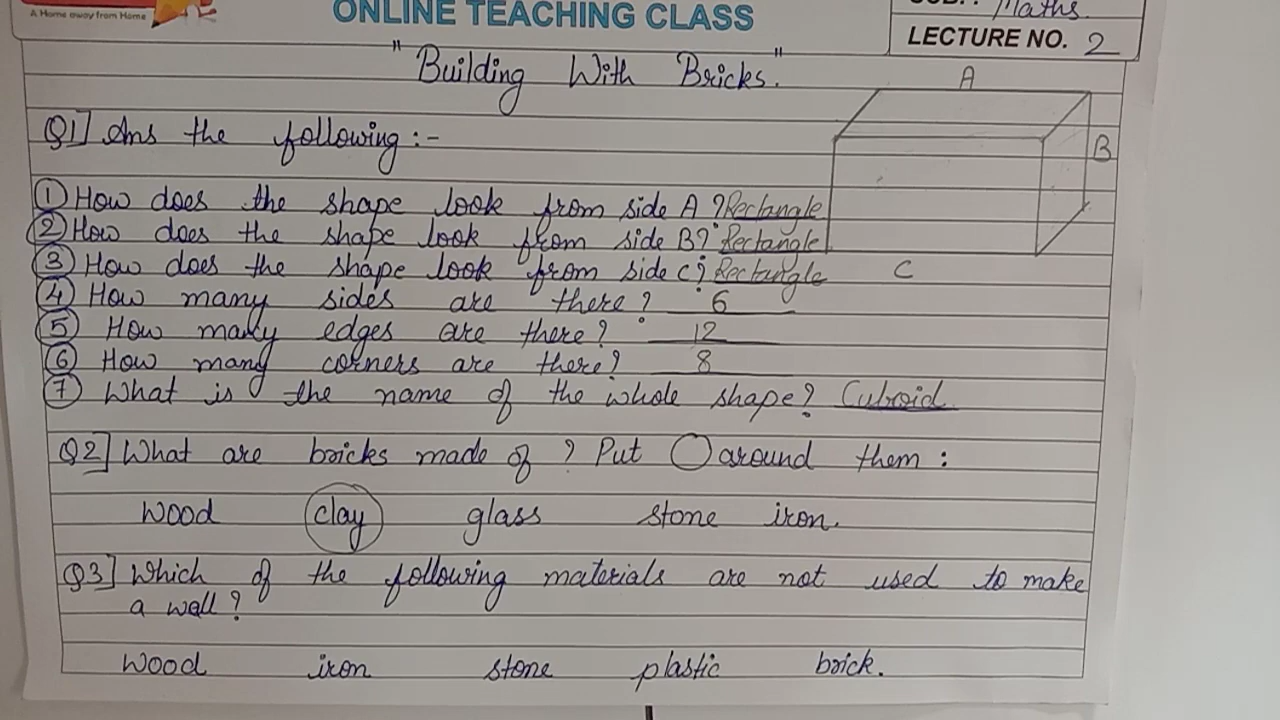 A Home away from Home
ONLINE TEACHING CLASS
SUB. : Maths.
LECTURE NO. 2
"Building With Bricks."
A
B
C
Q1] Ans the following :-
① How does the shape look from side A ? Rectangle
② How does the shape look from side B? Rectangle
③ How does the shape look from side C? Rectangle
④ How many sides are there? 6
⑤ How many edges are there? 12
⑥ How many corners are there? 8
⑦ What is the name of the whole shape? Cuboid
Q2] What are bricks made of ? Put ◯ around them :
Wood clay glass stone iron.
Q3] Which of the following materials are not used to make
a wall ?
Wood iron stone plastic brick.